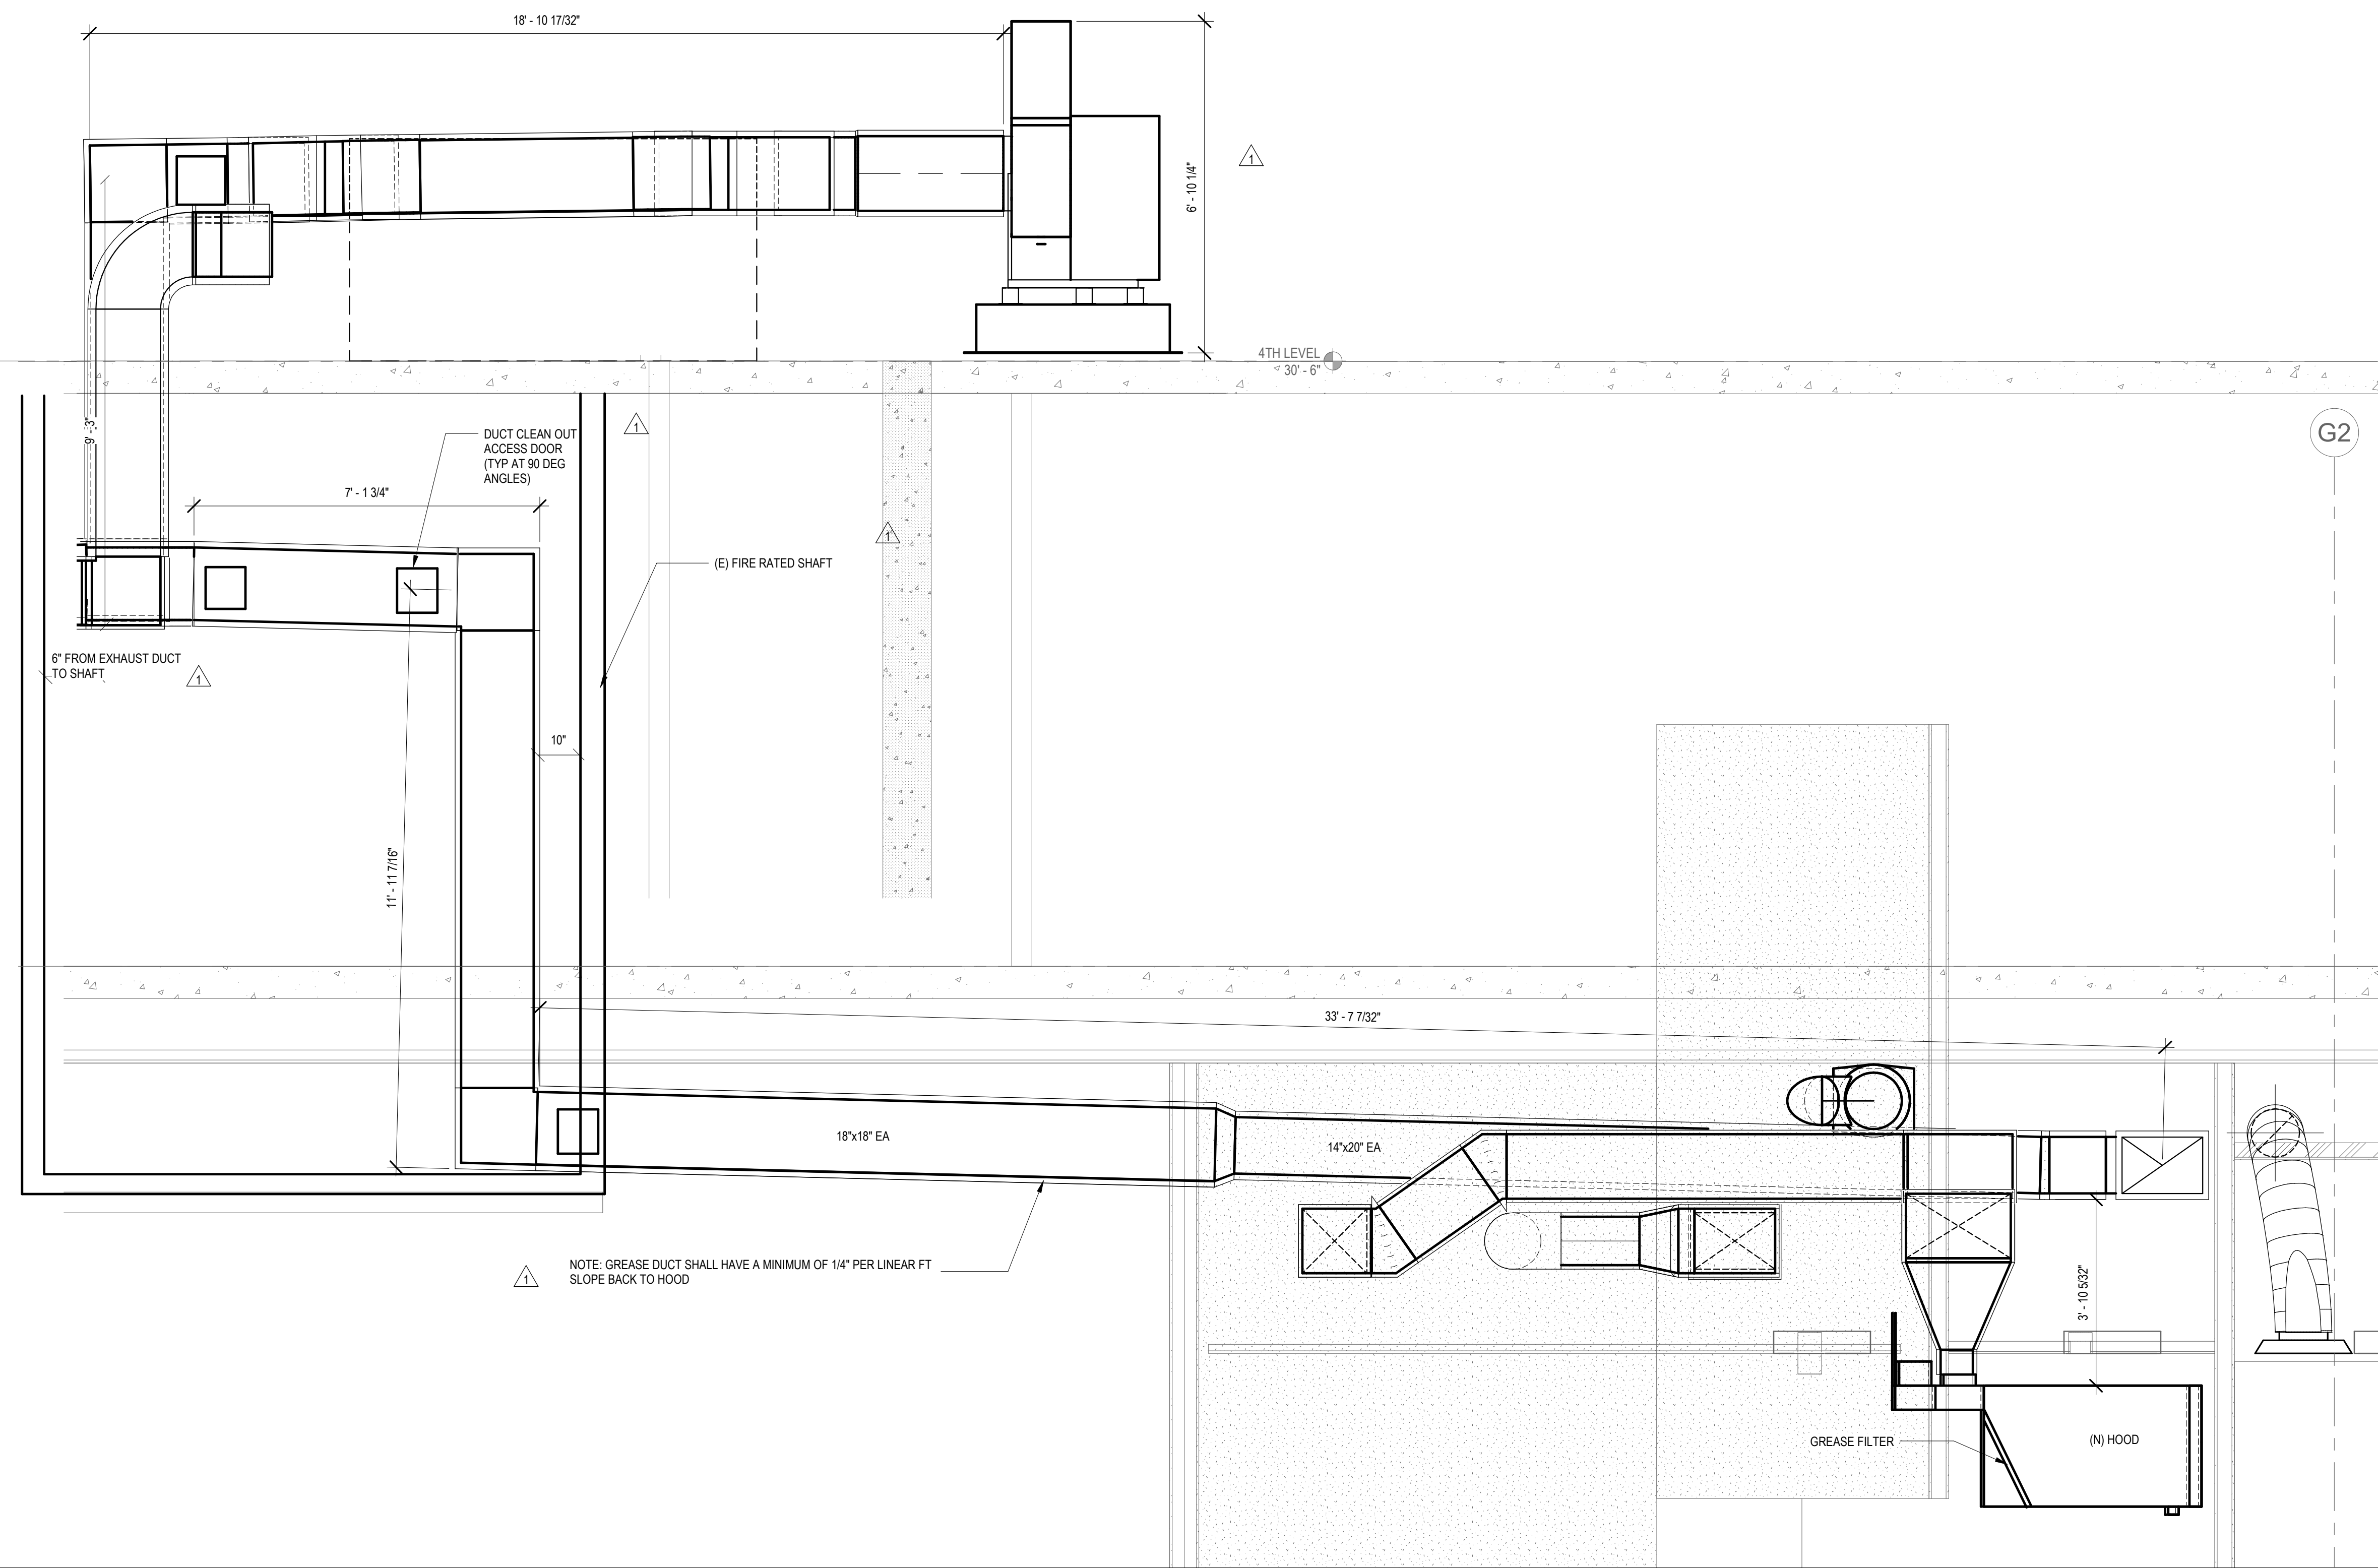 18' - 10 17/32"
6' - 10 1/4"
1
4TH LEVEL
30' - 6"
G2
9' - 3"
DUCT CLEAN OUT
ACCESS DOOR
(TYP AT 90 DEG
ANGLES)
1
7' - 1 3/4"
1
(E) FIRE RATED SHAFT
6" FROM EXHAUST DUCT
TO SHAFT
1
10"
11' - 11 7/16"
33' - 7 7/32"
18"x18" EA
14"x20" EA
1
NOTE: GREASE DUCT SHALL HAVE A MINIMUM OF 1/4" PER LINEAR FT
SLOPE BACK TO HOOD
3' - 10 5/32"
GREASE FILTER
(N) HOOD